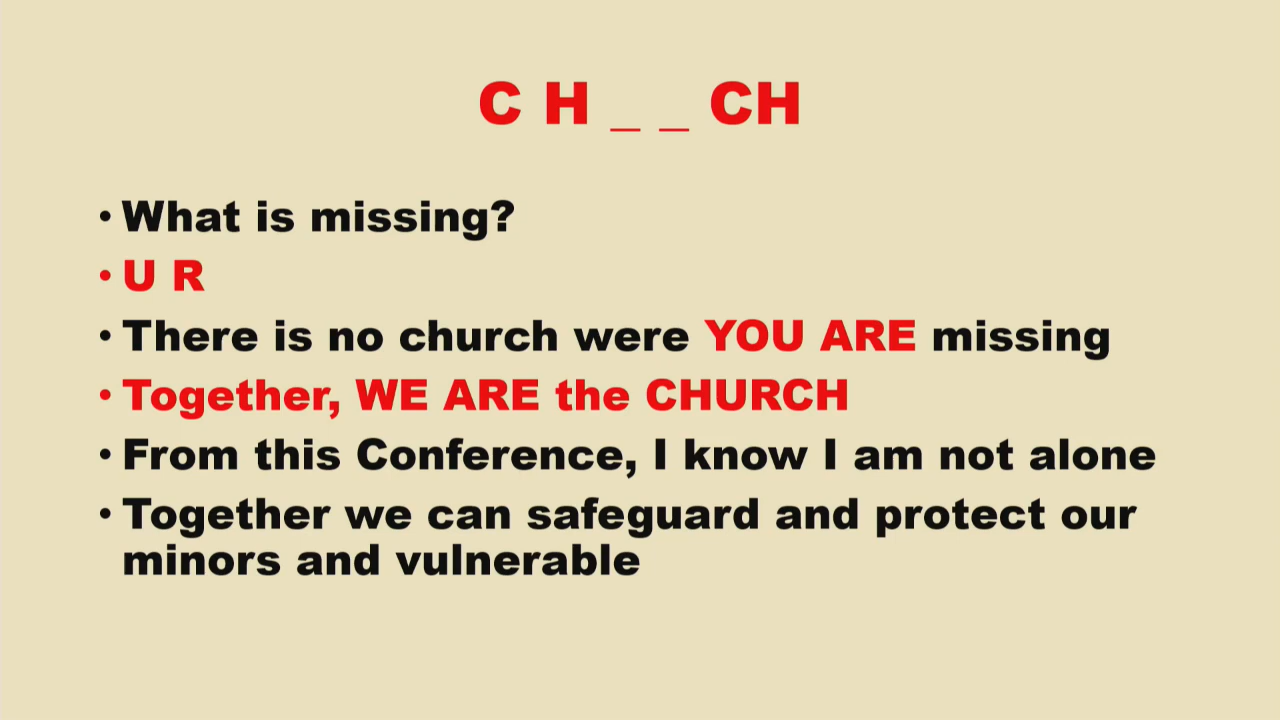 C H _ _ CH
• What is missing?
• U R
• There is no church were YOU ARE missing
• Together, WE ARE the CHURCH
• From this Conference, I know I am not alone
• Together we can safeguard and protect our
minors and vulnerable